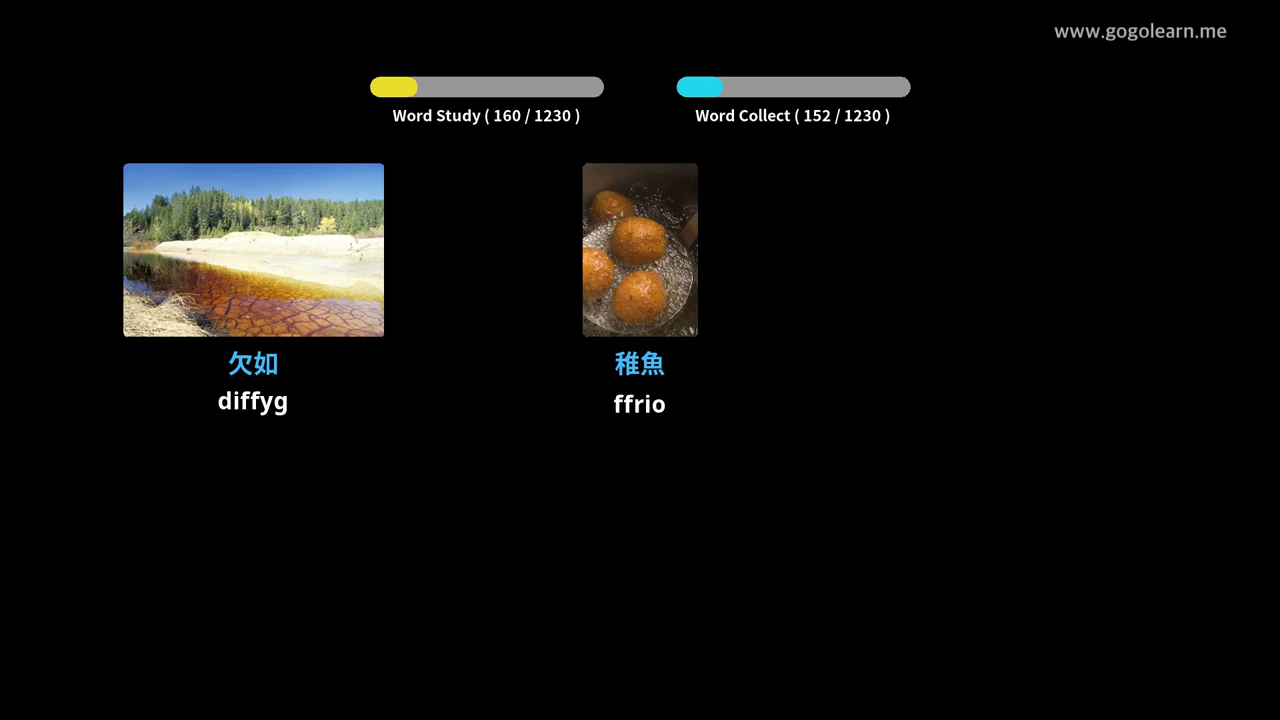 www.gogolearn.me
Word Study ( 160 / 1230 )
Word Collect ( 152 / 1230 )
欠如
diffyg
稚魚
ffrio